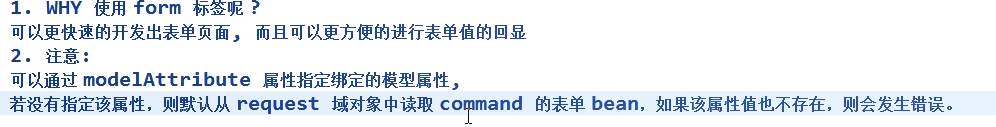 1. WHY 使用 form 标签呢 ?
可以更快速的开发出表单页面, 而且可以更方便的进行表单值的回显
2. 注意:
可以通过 modelAttribute 属性指定绑定的模型属性,
若没有指定该属性，则默认从 request 域对象中读取 command 的表单 bean，如果该属性值也不存在，则会发生错误。